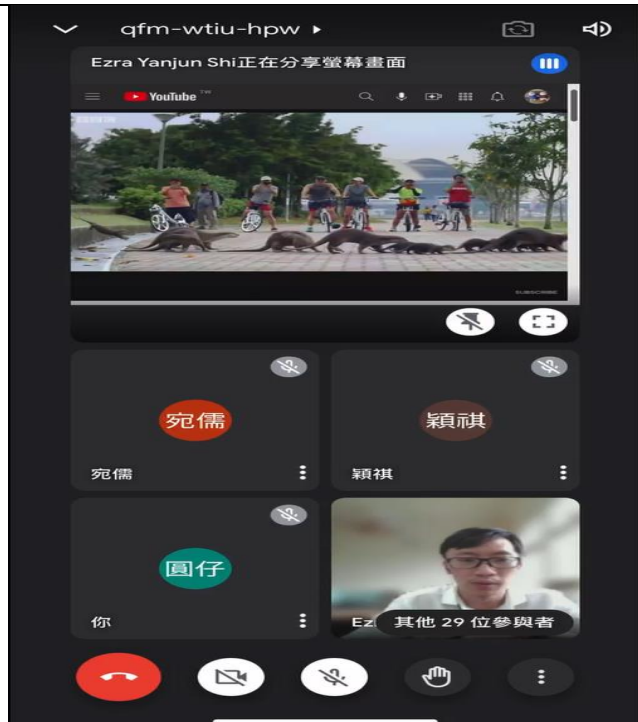 qfm-wtiu-hpw
Ezra Yanjun Shi正在分享螢幕畫面
YouTube TW
SUBSCRIBE
宛儒
穎祺
宛儒
穎祺
圓仔
你
Ez
其他 29 位參與者